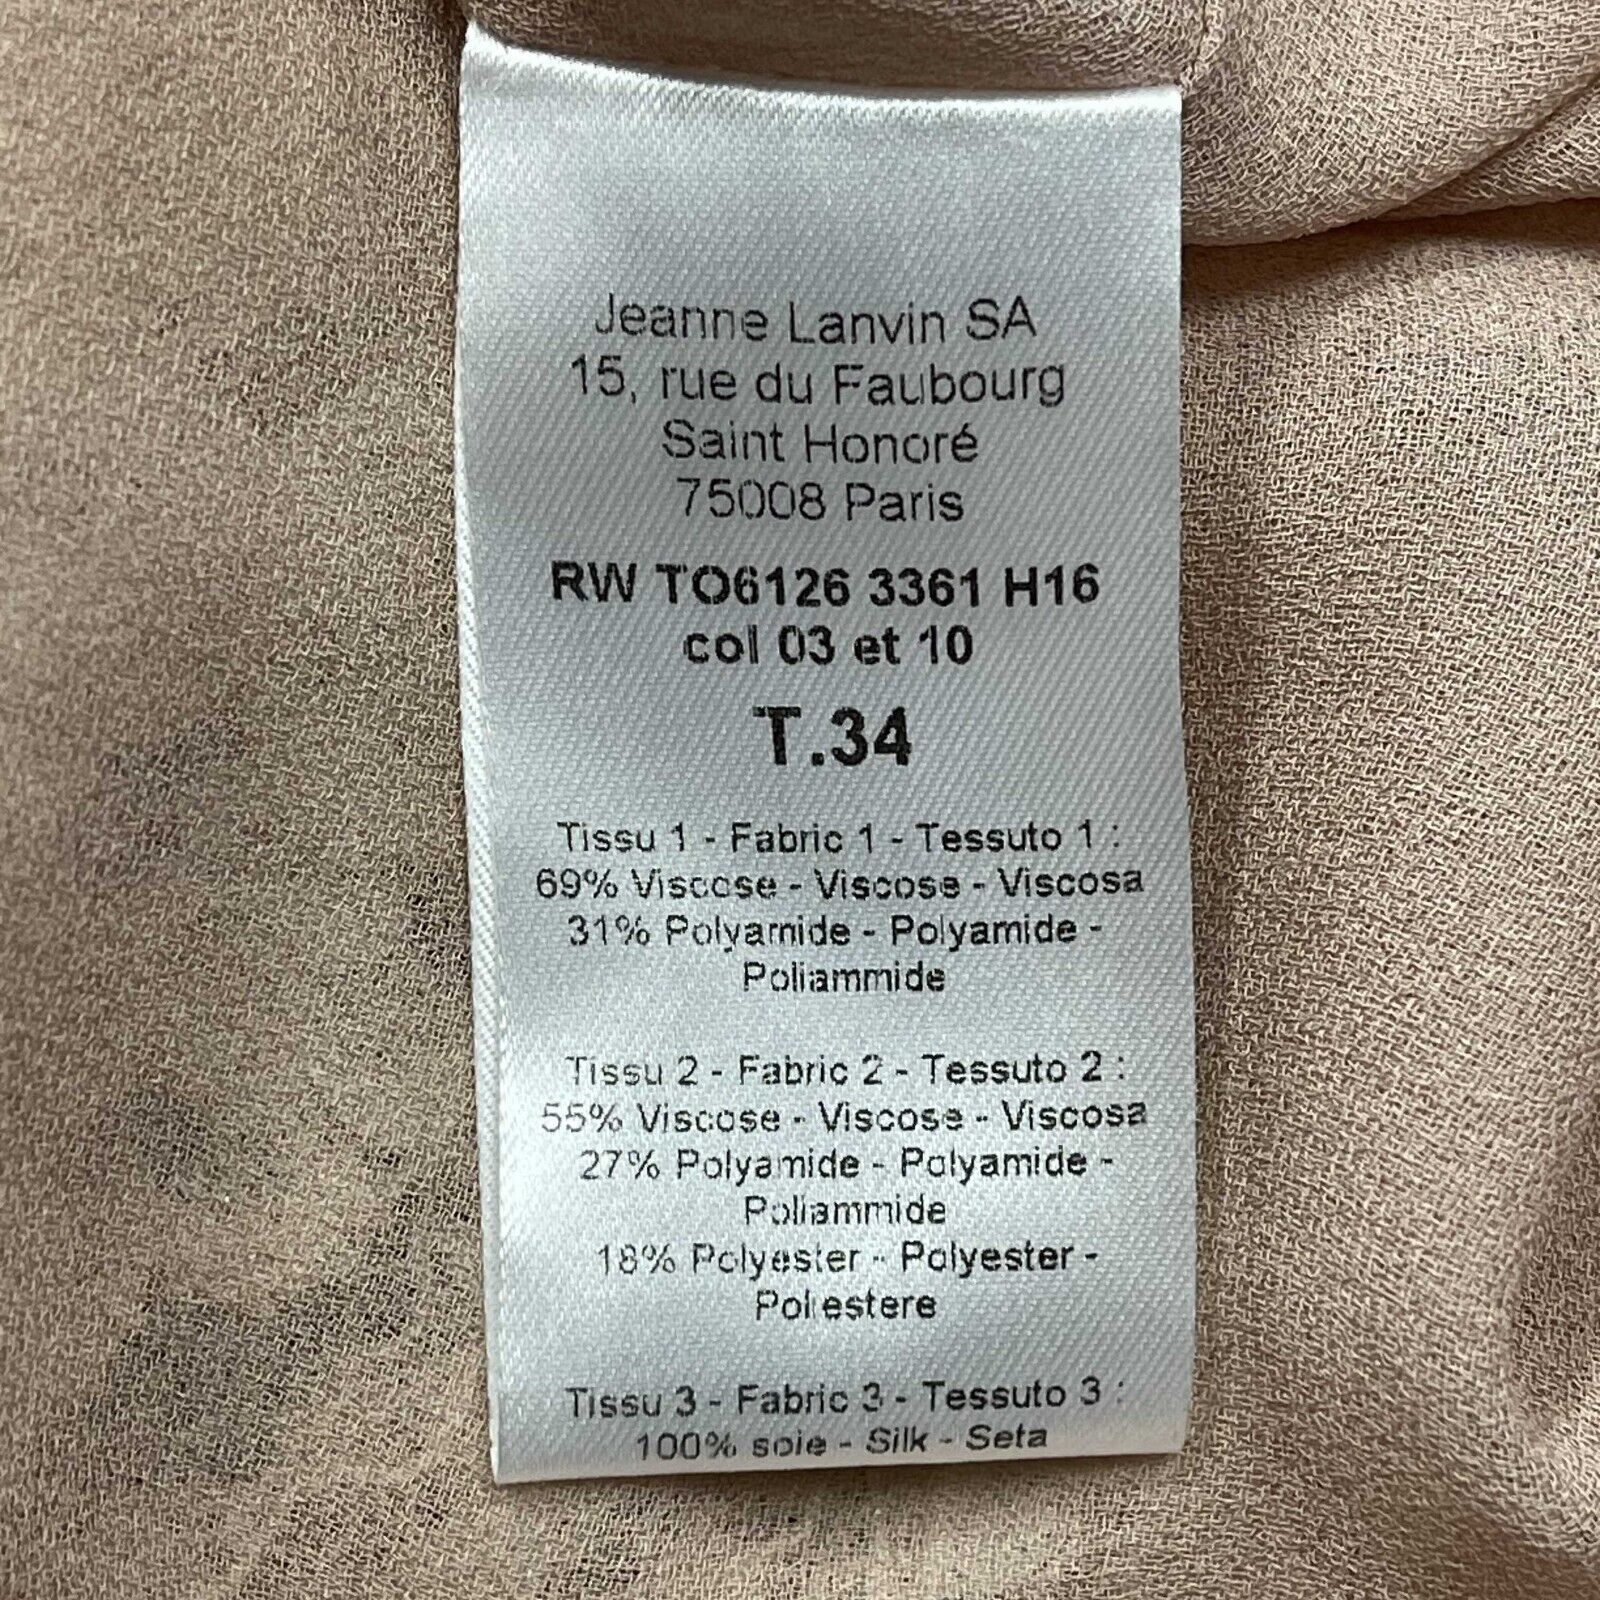 Jeanne Lanvin SA
15, rue du Faubourg
Saint Honoré
75008 Paris
RW TO6126 3361 H16
col 03 et 10
T.34
Tissu 1 - Fabric 1 - Tessuto 1 :
69% Viscose - Viscose - Viscosa
31% Polyamide - Polyamide -
Poliammide
Tissu 2 - Fabric 2 - Tessuto 2 :
55% Viscose - Viscose - Viscosa
27% Polyamide - Polyamide -
Poliammide
18% Polyester - Polyester -
Poliestere
Tissu 3 - Fabric 3 - Tessuto 3 :
100% soie - Silk - Seta